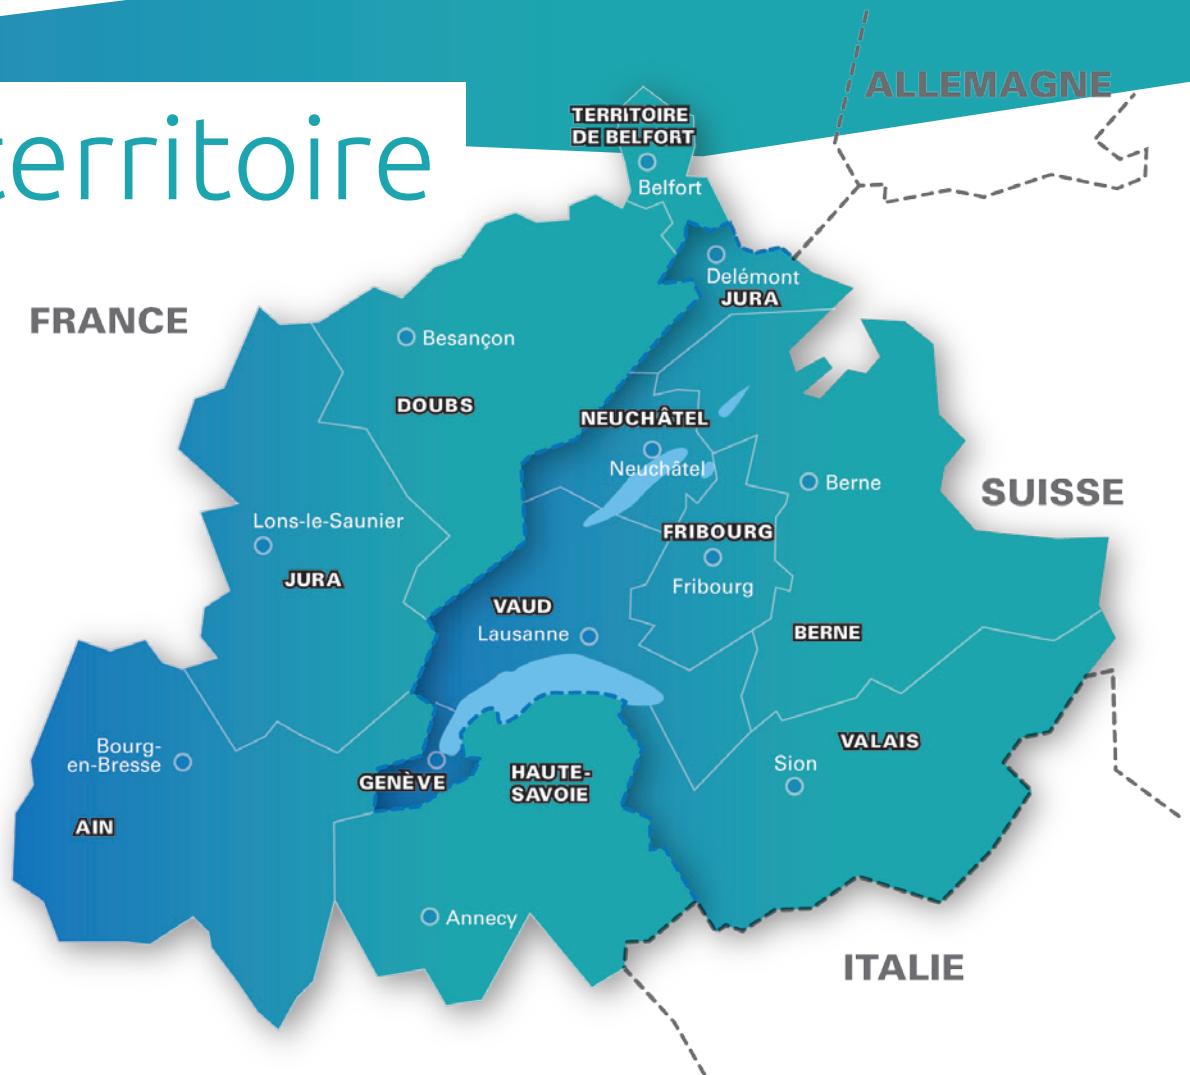 ALLEMAGNE
territoire
TERRITOIRE
DE BELFORT
Belfort
Delémont
JURA
FRANCE
Besançon
DOUBS
NEUCHÂTEL
Neuchâtel
Berne
SUISSE
Lons-le-Saunier
JURA
FRIBOURG
Fribourg
VAUD
Lausanne
BERNE
VALAIS
Bourg-
en-Bresse
Sion
GENÈVE
HAUTE-
SAVOIE
AIN
Annecy
ITALIE